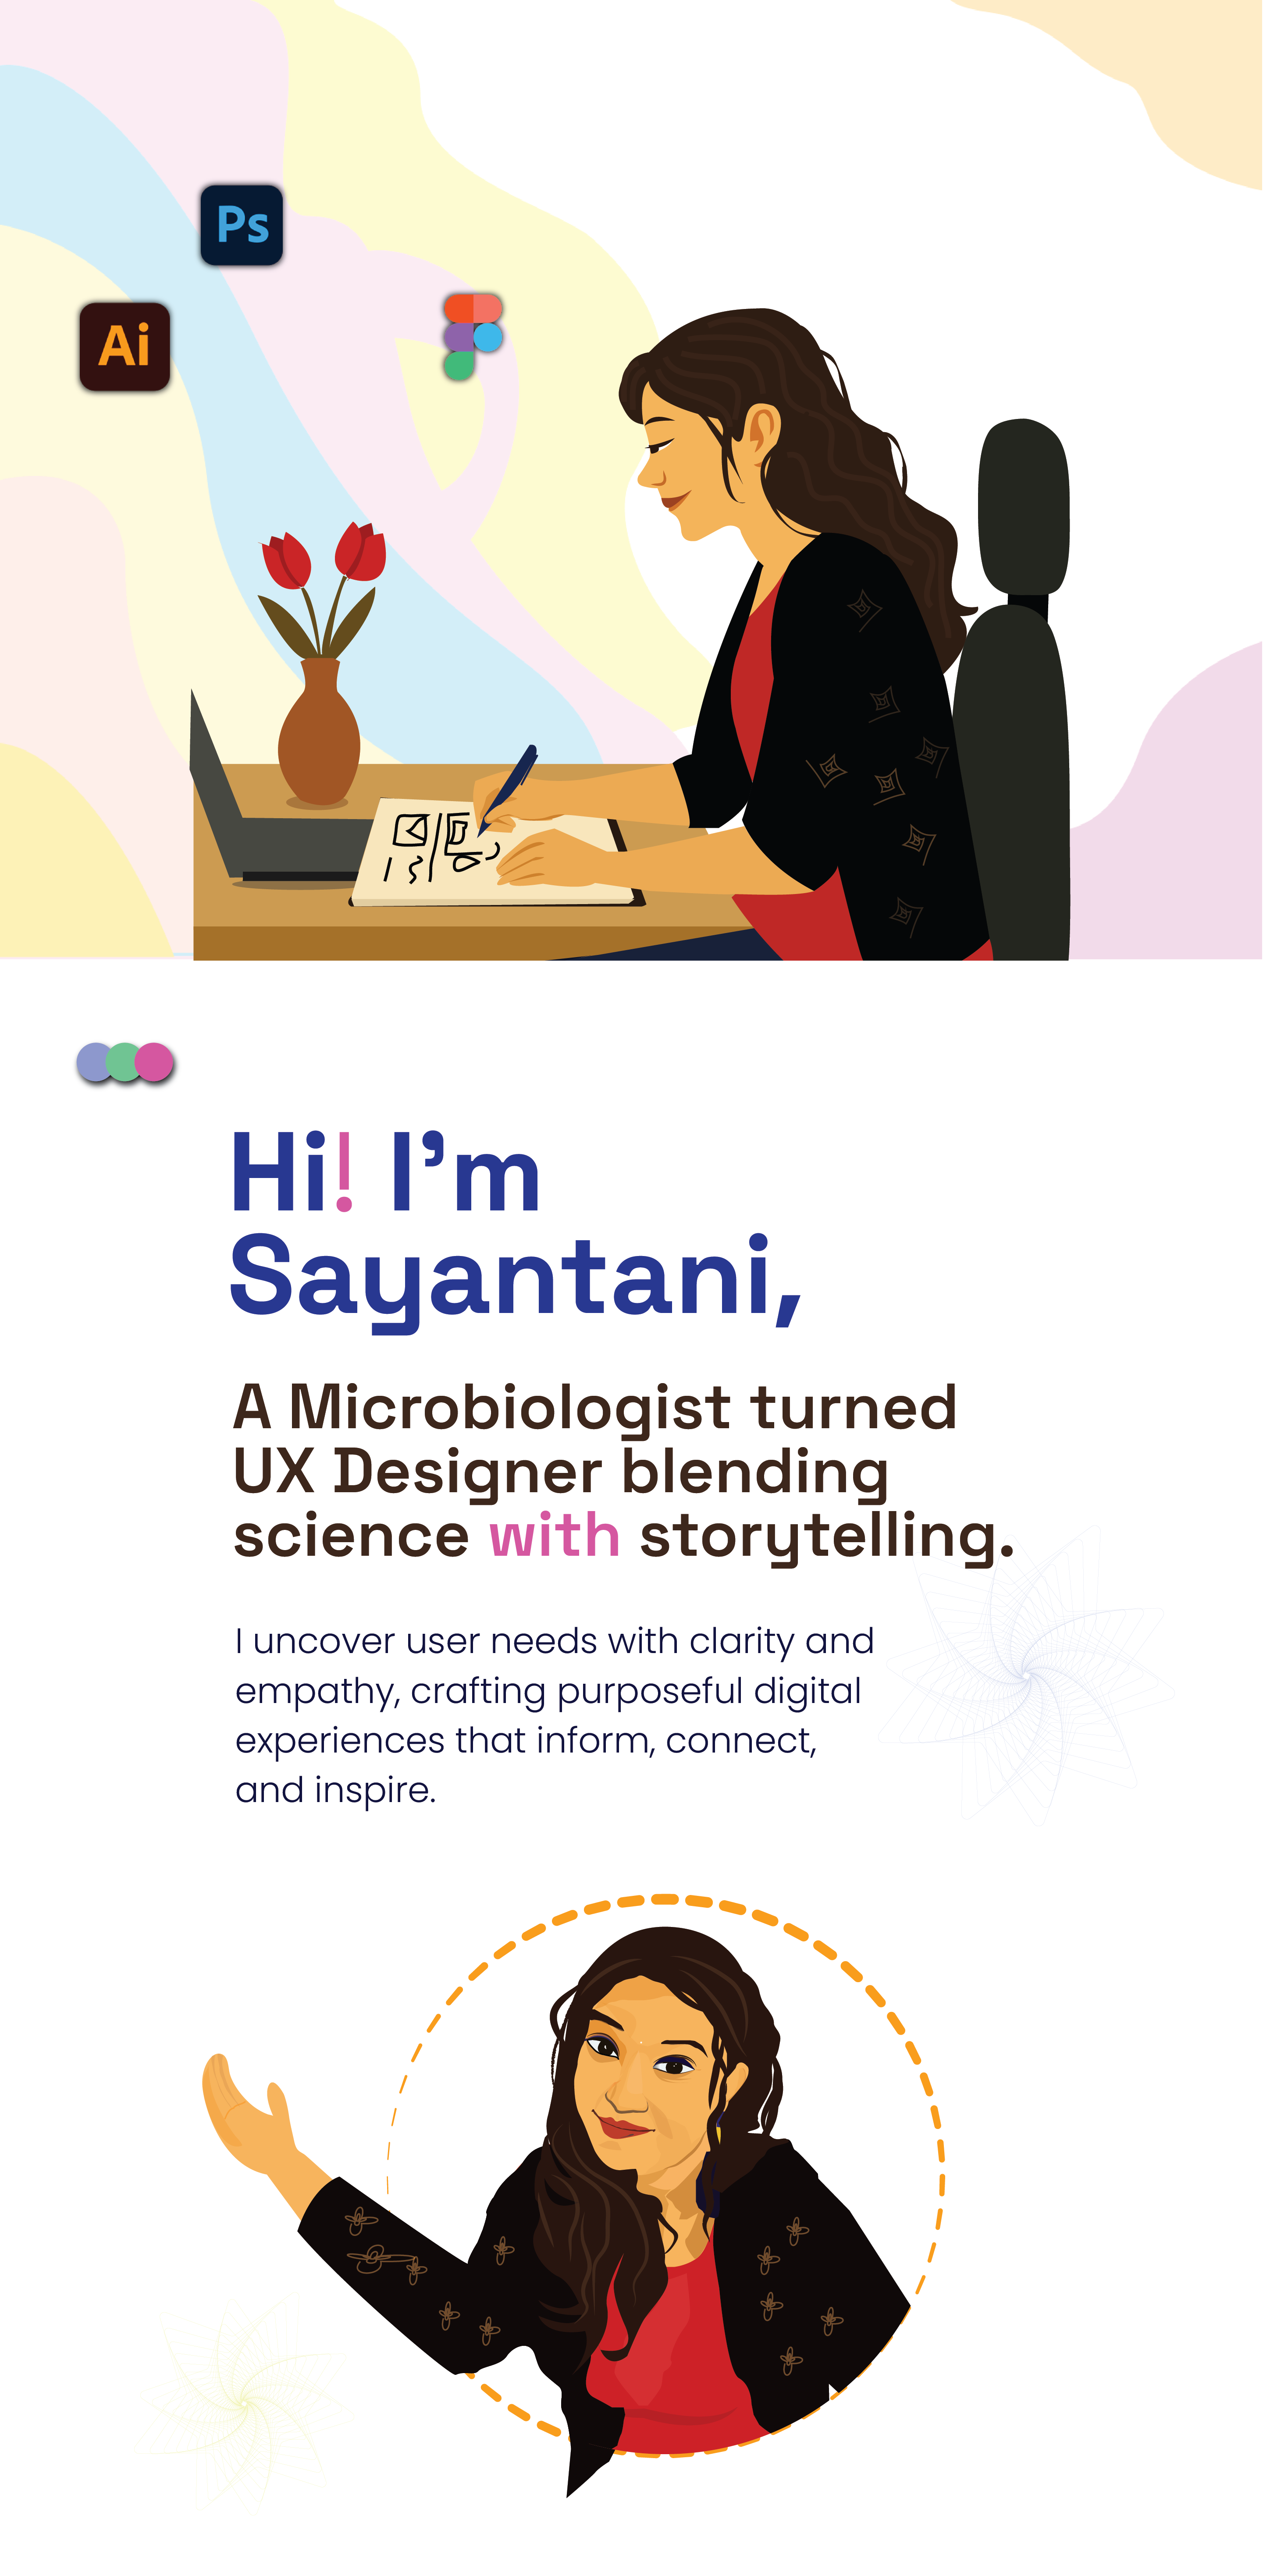 Ps
Ai
Hi! I’m
Sayantani,
A Microbiologist turned
UX Designer blending
science with storytelling.
I uncover user needs with clarity and
empathy, crafting purposeful digital
experiences that inform, connect,
and inspire.